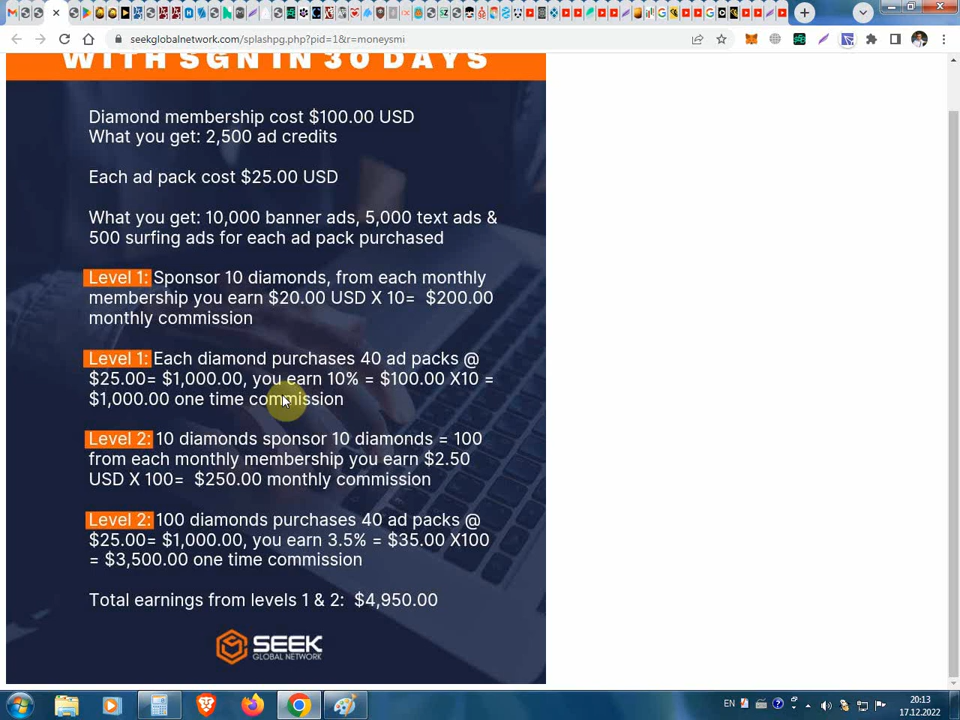 seekglobalnetwork.com/splashpg.php?pid=1&r=moneysmi
WITH SGN IN 30 DAYS
Diamond membership cost $100.00 USD
What you get: 2,500 ad credits
Each ad pack cost $25.00 USD
What you get: 10,000 banner ads, 5,000 text ads &
500 surfing ads for each ad pack purchased
Level 1: Sponsor 10 diamonds, from each monthly
membership you earn $20.00 USD X 10= $200.00
monthly commission
Level 1: Each diamond purchases 40 ad packs @
$25.00= $1,000.00, you earn 10% = $100.00 X10 =
$1,000.00 one time commission
Level 2: 10 diamonds sponsor 10 diamonds = 100
from each monthly membership you earn $2.50
USD X 100= $250.00 monthly commission
Level 2: 100 diamonds purchases 40 ad packs @
$25.00= $1,000.00, you earn 3.5% = $35.00 X100
= $3,500.00 one time commission
Total earnings from levels 1 & 2: $4,950.00
SEEK
GLOBAL NETWORK
EN
20:13
17.12.2022